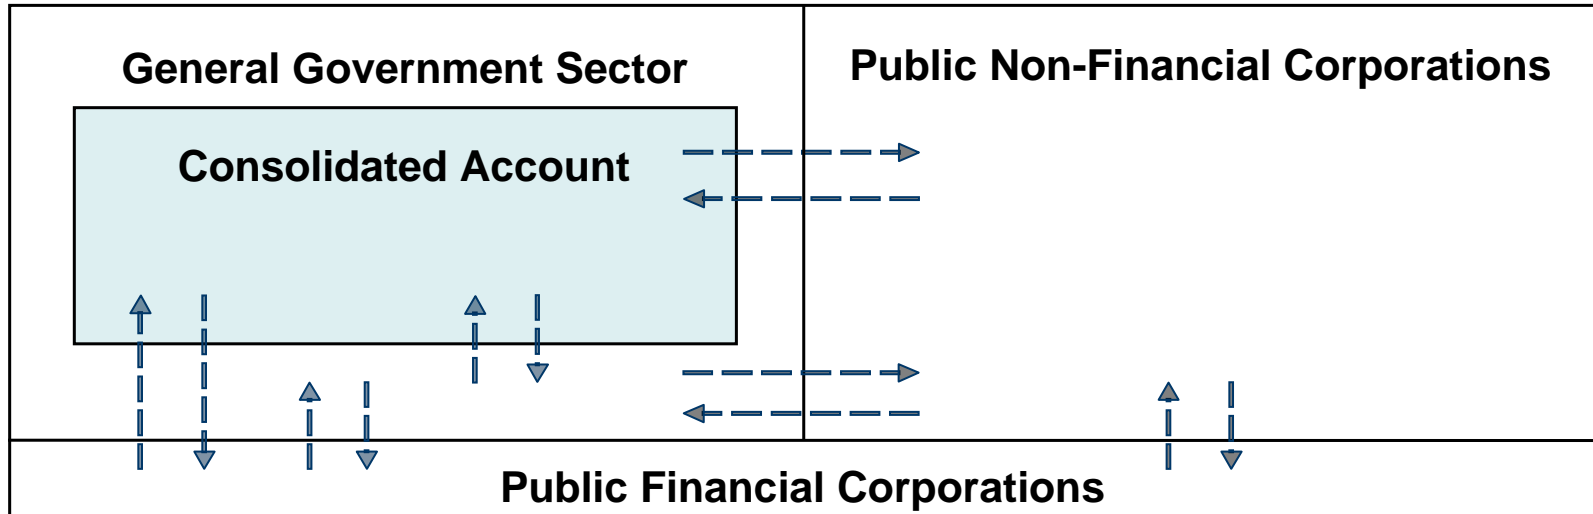 General Government Sector
Public Non-Financial Corporations
Consolidated Account
Public Financial Corporations